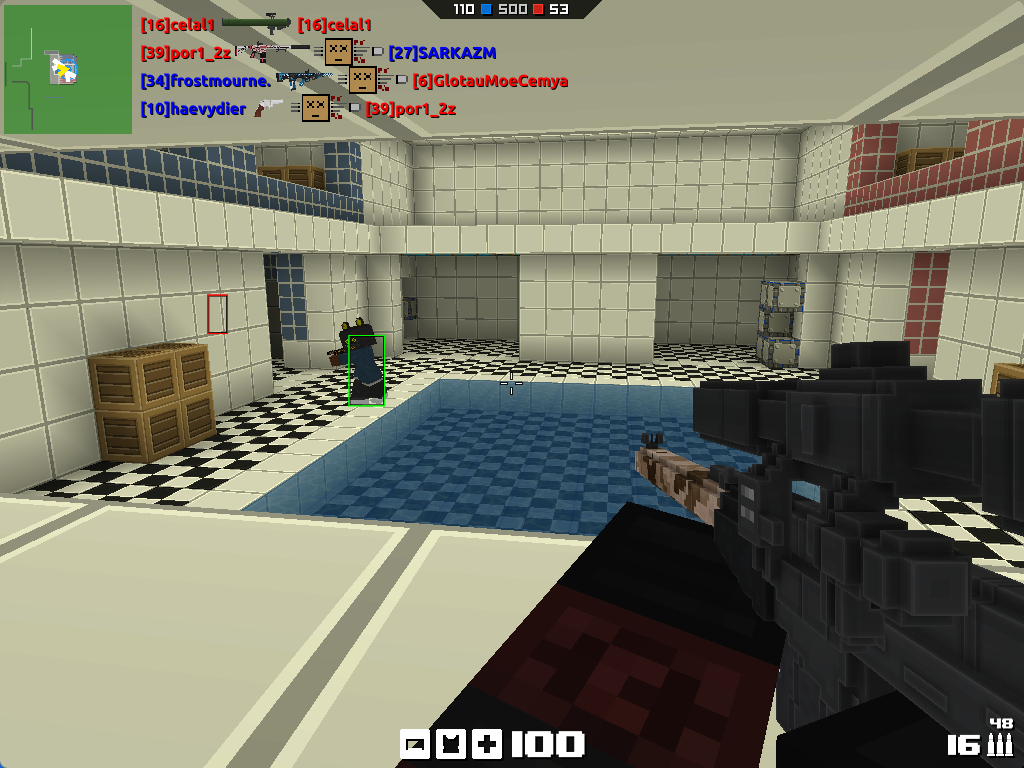 110 500 53
[16]celal1 [16]celal1
[39]por1_2z [27]SARKAZM
[34]frostmourne. [6]GlotauMoeCemya
[10]haevydier [39]por1_2z
100
48
16